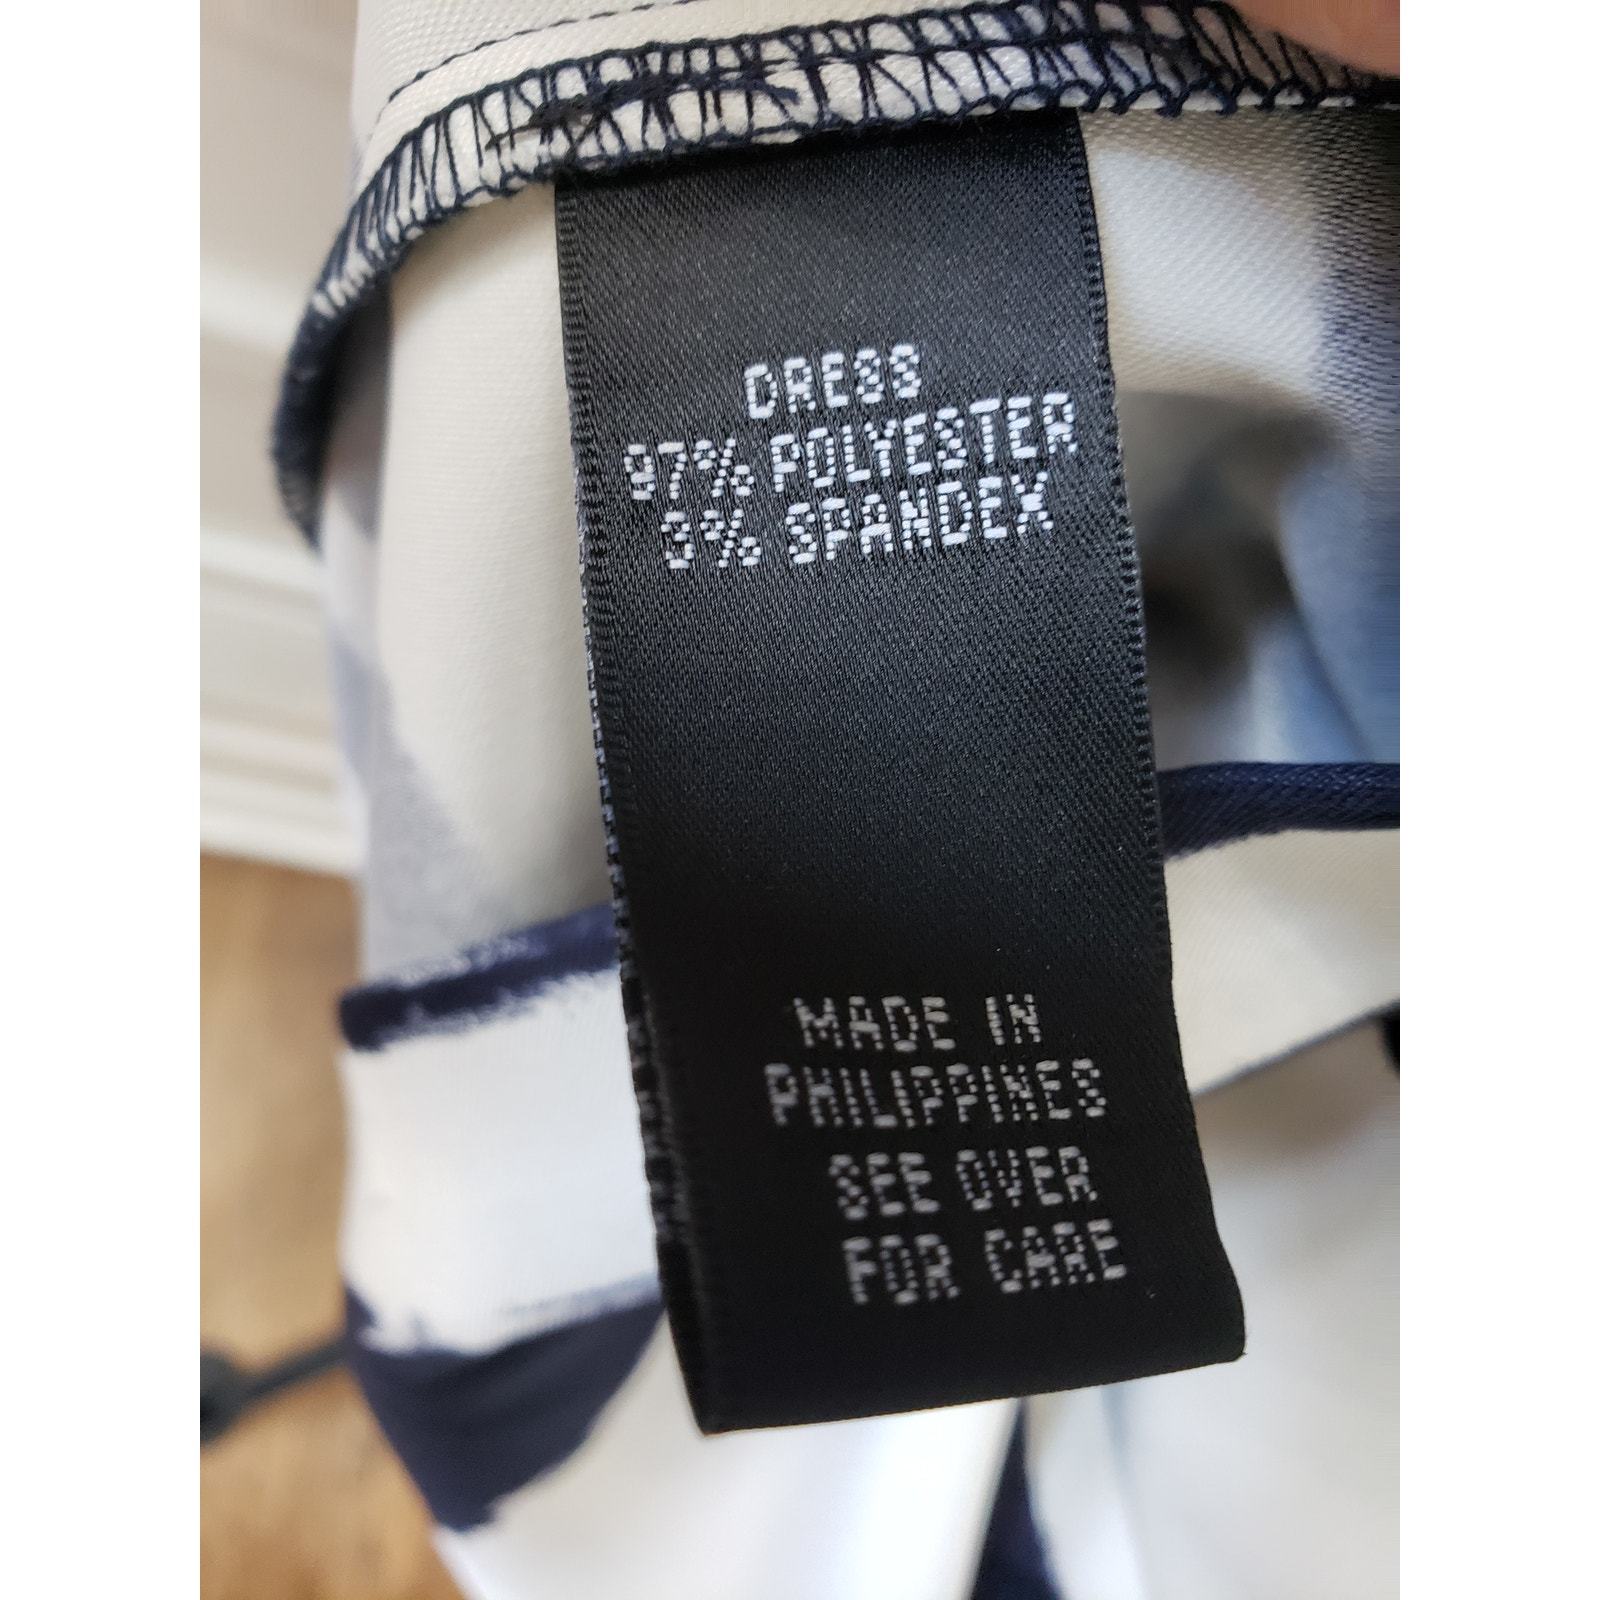 DRESS
97% POLYESTER
3% SPANDEX
MADE IN
PHILIPPINES
SEE OVER
FOR CARE